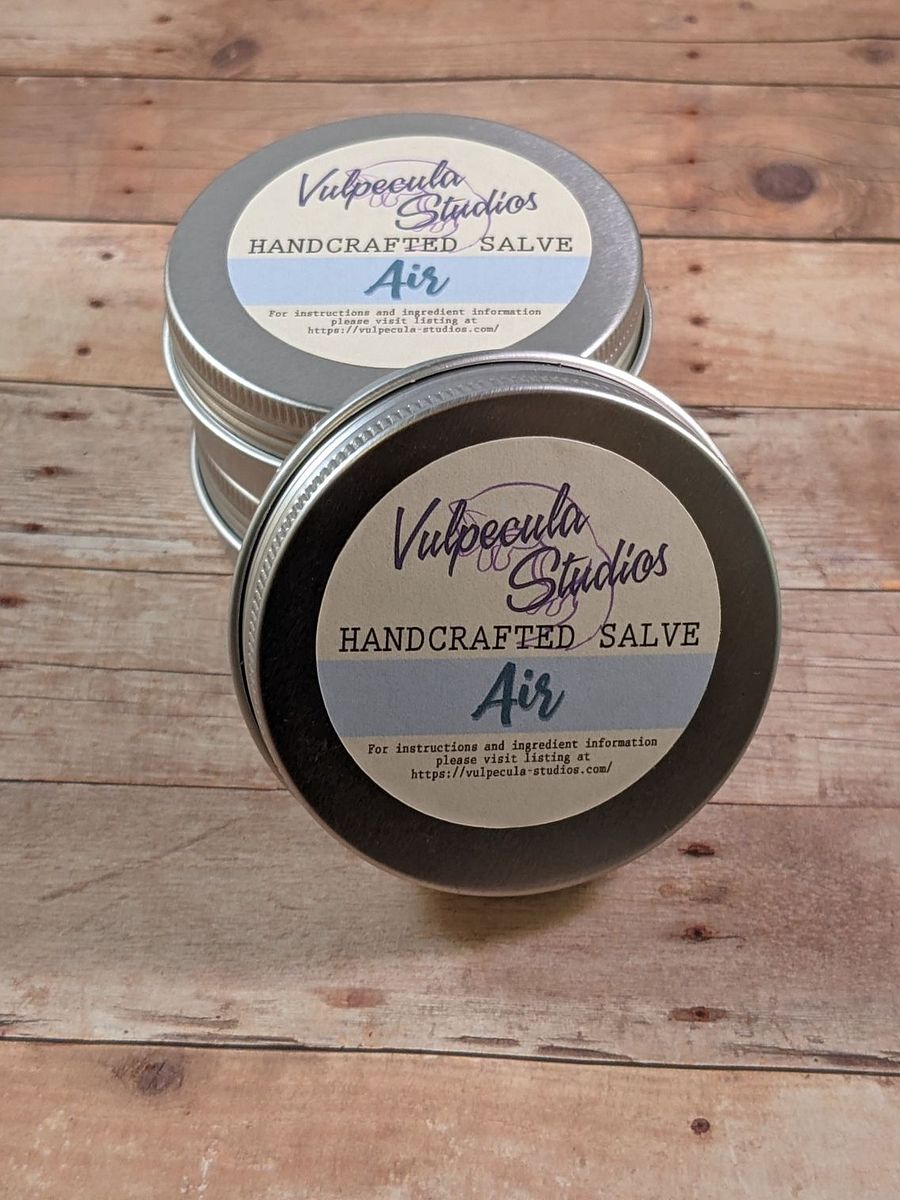 Vulpecula
Studios
HANDCRAFTED SALVE
Air
For instructions and ingredient information
please visit listing at
https://vulpecula-studios.com/
Vulpecula
Studios
HANDCRAFTED SALVE
Air
For instructions and ingredient information
please visit listing at
https://vulpecula-studios.com/